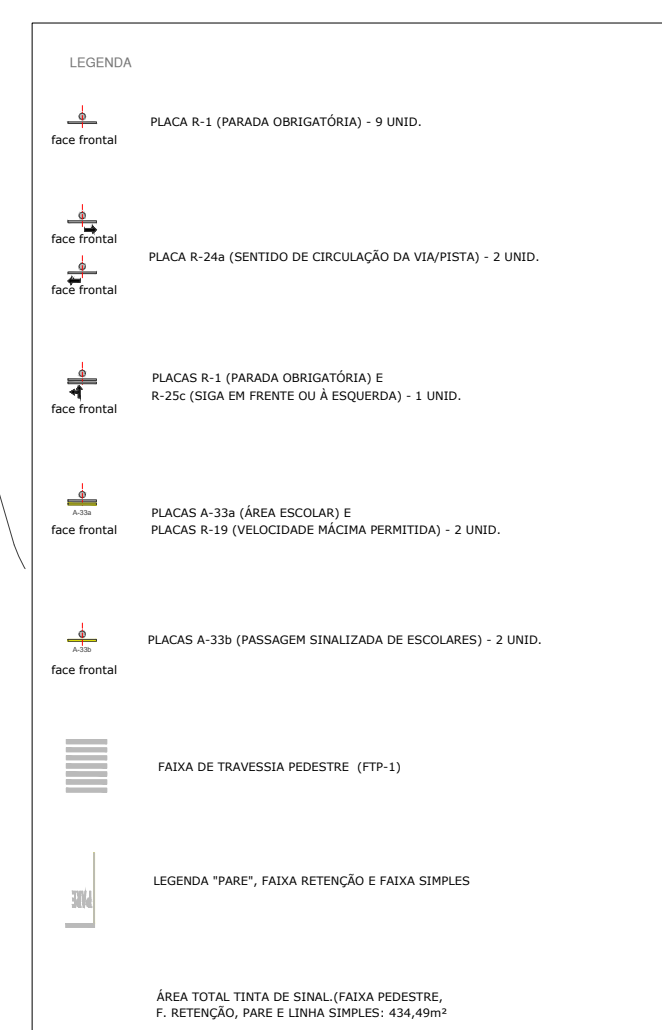 LEGENDA
face frontal
PLACA R-1 (PARADA OBRIGATÓRIA) - 9 UNID.
face frontal
face frontal
PLACA R-24a (SENTIDO DE CIRCULAÇÃO DA VIA/PISTA) - 2 UNID.
face frontal
PLACAS R-1 (PARADA OBRIGATÓRIA) E
R-25c (SIGA EM FRENTE OU À ESQUERDA) - 1 UNID.
A-33a
face frontal
PLACAS A-33a (ÁREA ESCOLAR) E
PLACAS R-19 (VELOCIDADE MÁCIMA PERMITIDA) - 2 UNID.
A-33b
face frontal
PLACAS A-33b (PASSAGEM SINALIZADA DE ESCOLARES) - 2 UNID.
FAIXA DE TRAVESSIA PEDESTRE (FTP-1)
PARE
LEGENDA "PARE", FAIXA RETENÇÃO E FAIXA SIMPLES
ÁREA TOTAL TINTA DE SINAL.(FAIXA PEDESTRE,
F. RETENÇÃO, PARE E LINHA SIMPLES: 434,49m²